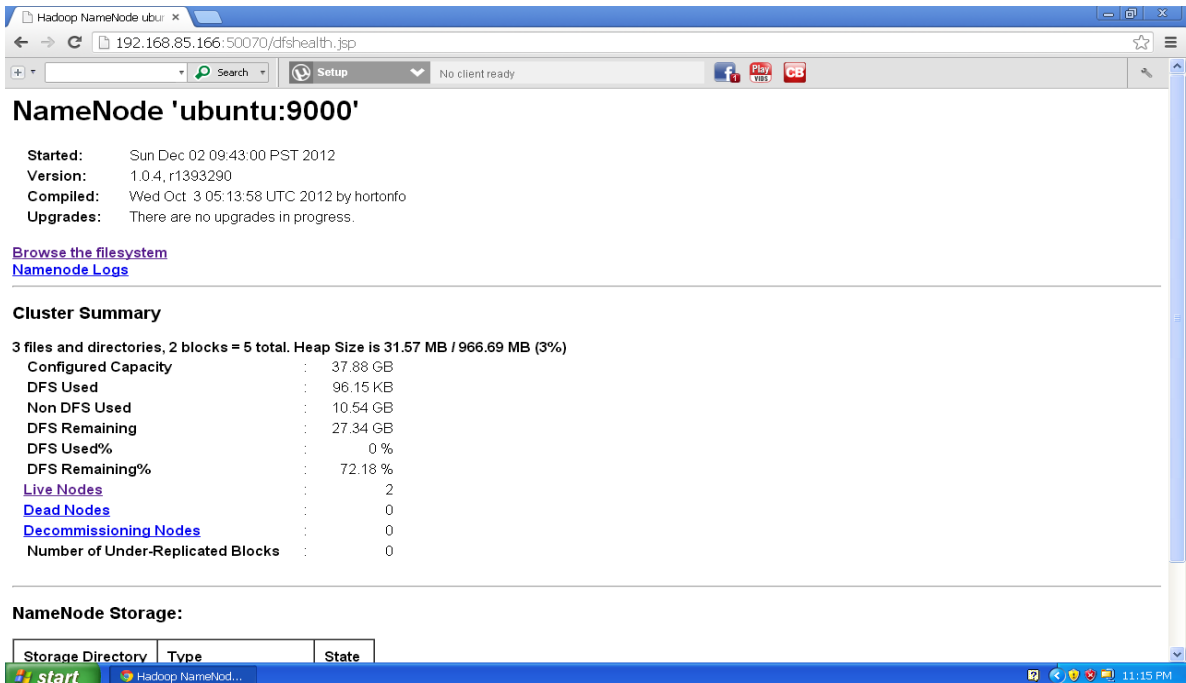 Hadoop NameNode ubur
192.168.85.166:50070/dfshealth.jsp
Search
Setup
No client ready
1
Play VIDS
CB
NameNode 'ubuntu:9000'
Started: Sun Dec 02 09:43:00 PST 2012
Version: 1.0.4, r1393290
Compiled: Wed Oct 3 05:13:58 UTC 2012 by hortonfo
Upgrades: There are no upgrades in progress.
Browse the filesystem
Namenode Logs
Cluster Summary
3 files and directories, 2 blocks = 5 total. Heap Size is 31.57 MB / 966.69 MB (3%)
Configured Capacity : 37.88 GB
DFS Used : 96.15 KB
Non DFS Used : 10.54 GB
DFS Remaining : 27.34 GB
DFS Used% : 0 %
DFS Remaining% : 72.18 %
Live Nodes : 2
Dead Nodes : 0
Decommissioning Nodes : 0
Number of Under-Replicated Blocks : 0
NameNode Storage:
Storage Directory Type State
start Hadoop NameNod... 11:15 PM